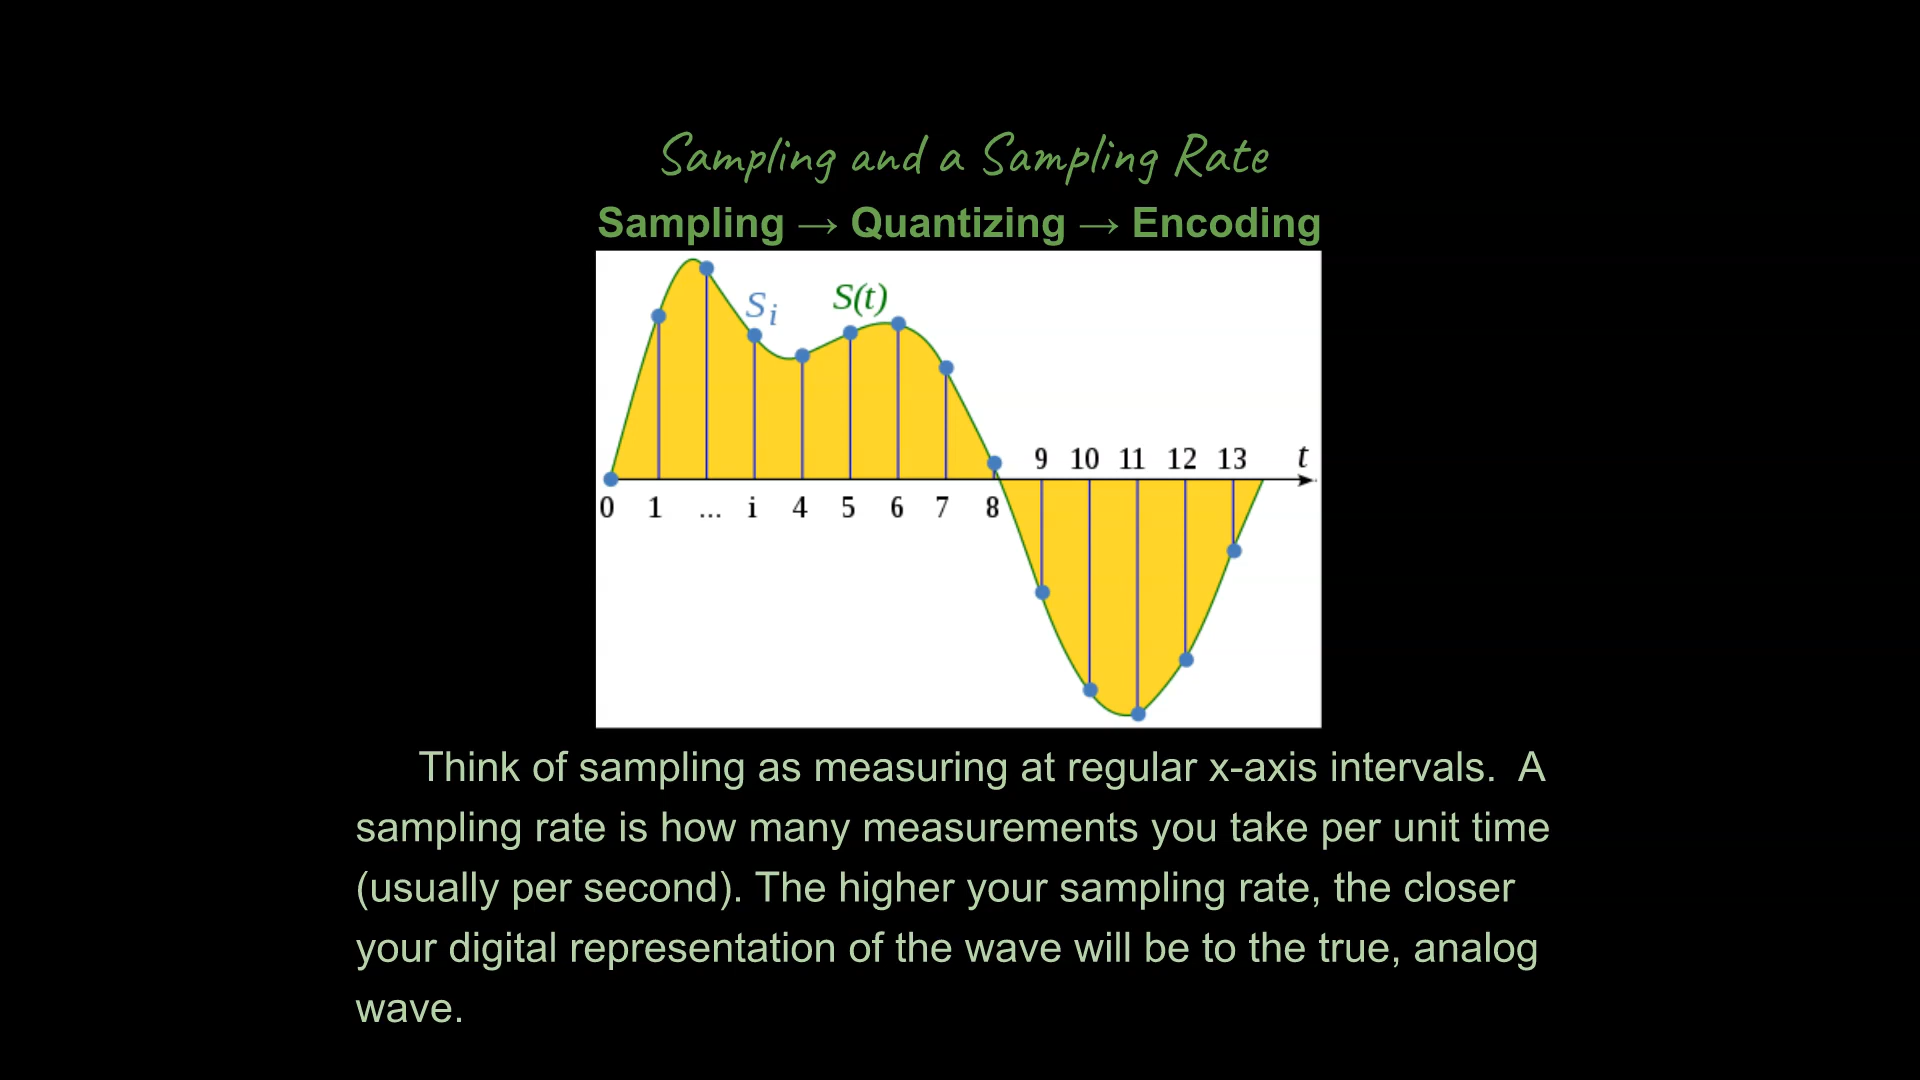 Sampling and a Sampling Rate
Sampling → Quantizing → Encoding
S i
S(t)
9 10 11 12 13 t
0 1 ... i 4 5 6 7 8
Think of sampling as measuring at regular x-axis intervals.  A
sampling rate is how many measurements you take per unit time
(usually per second). The higher your sampling rate, the closer
your digital representation of the wave will be to the true, analog
wave.